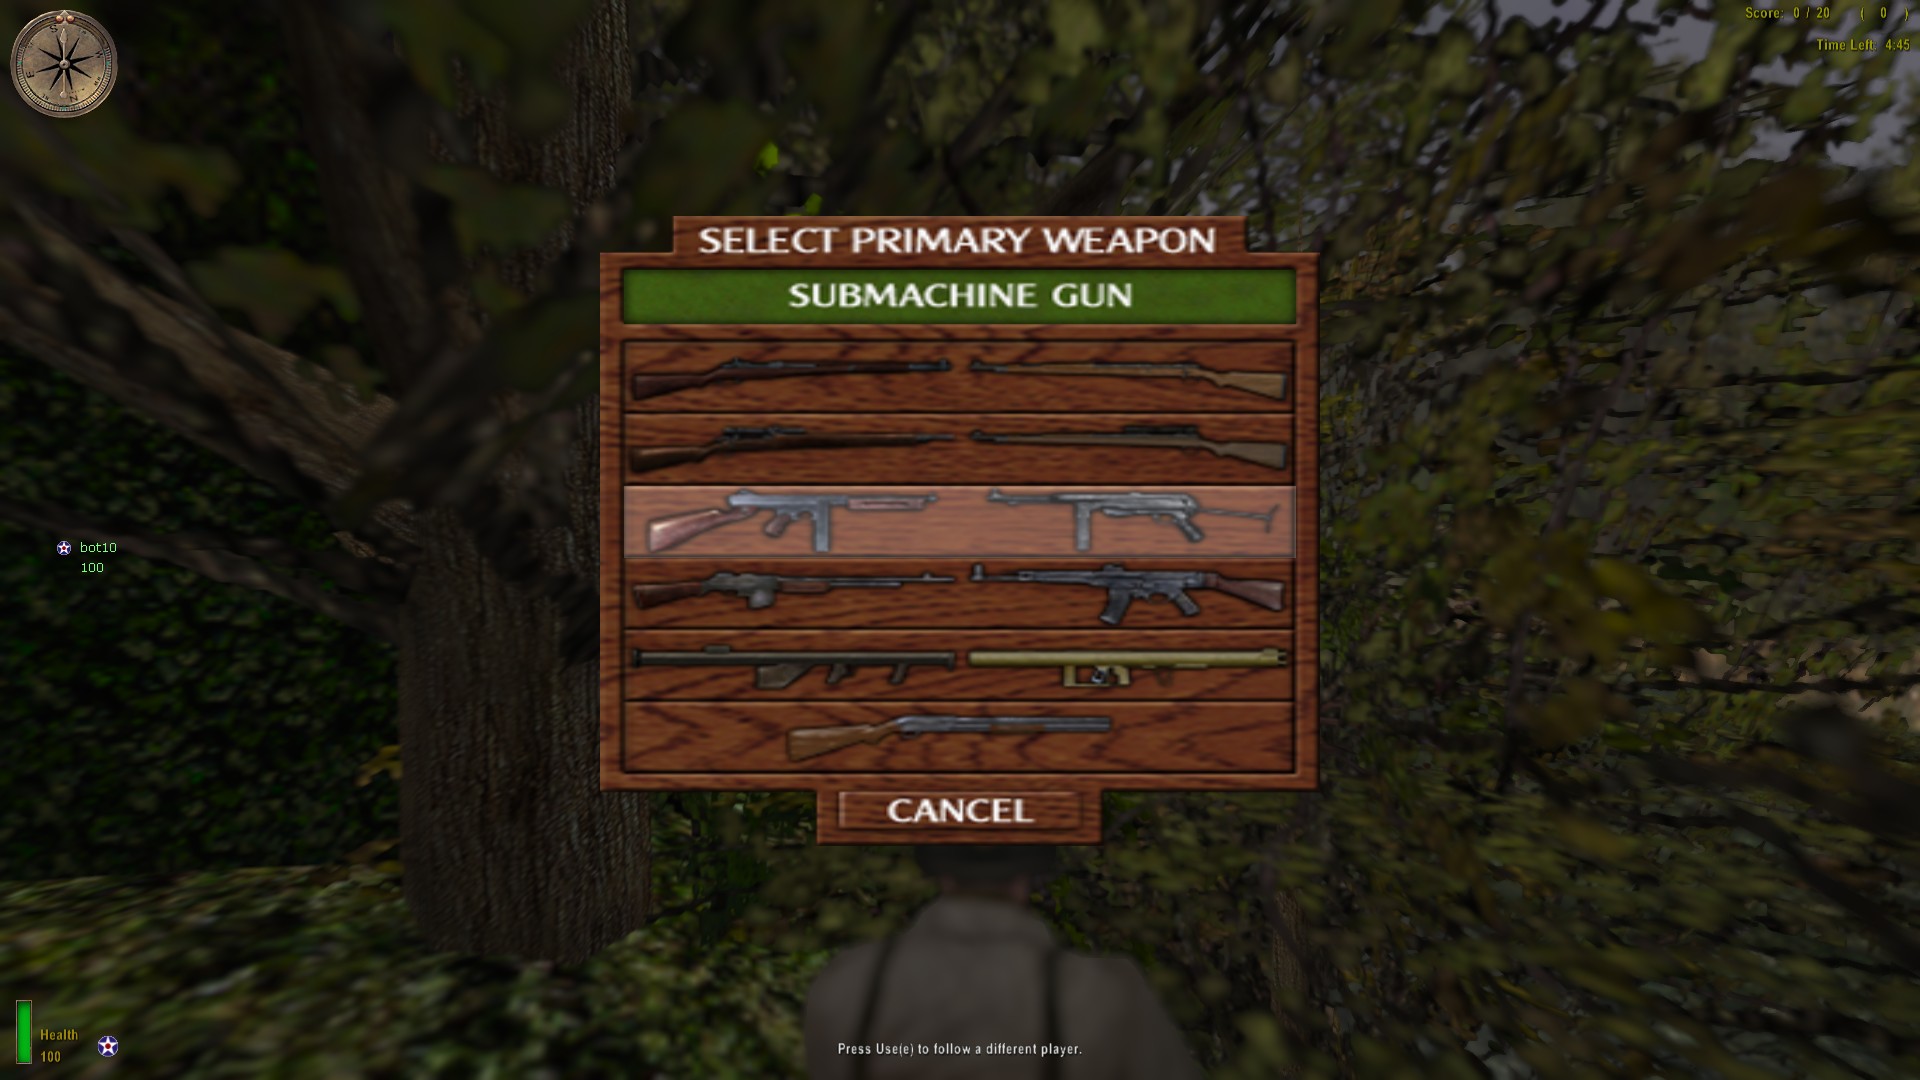 Score: 0 / 20 ( 0 )
Time Left: 4:45
SELECT PRIMARY WEAPON
SUBMACHINE GUN
bot10
100
CANCEL
Health
100
Press Use(e) to follow a different player.